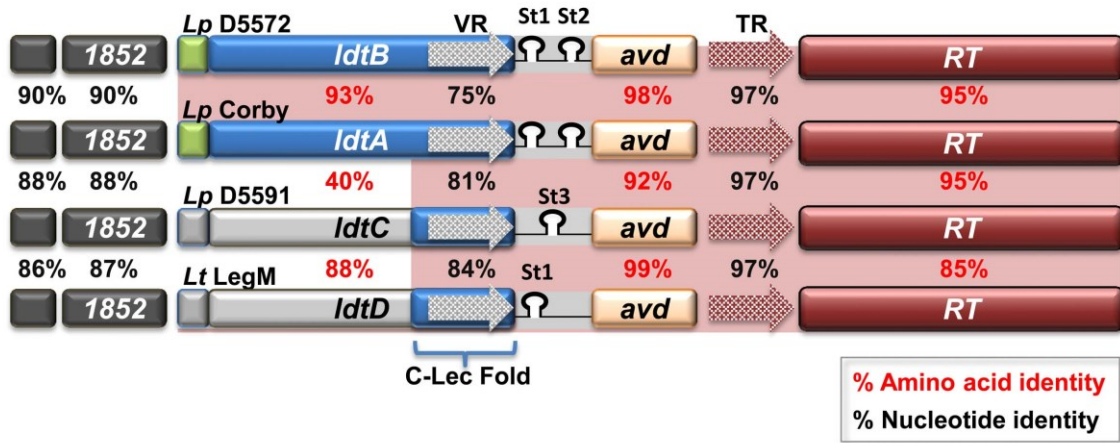 St1 St2
Lp D5572 VR TR
1852 ldtB avd RT
90% 90% 93% 75% 98% 97% 95%
Lp Corby
1852 ldtA avd RT
88% 88% 40% 81% 92% 97% 95%
Lp D5591 St3
1852 ldtC avd RT
86% 87% 88% 84% 99% 97% 85%
Lt LegM St1
1852 ldtD avd RT
C-Lec Fold
% Amino acid identity
% Nucleotide identity